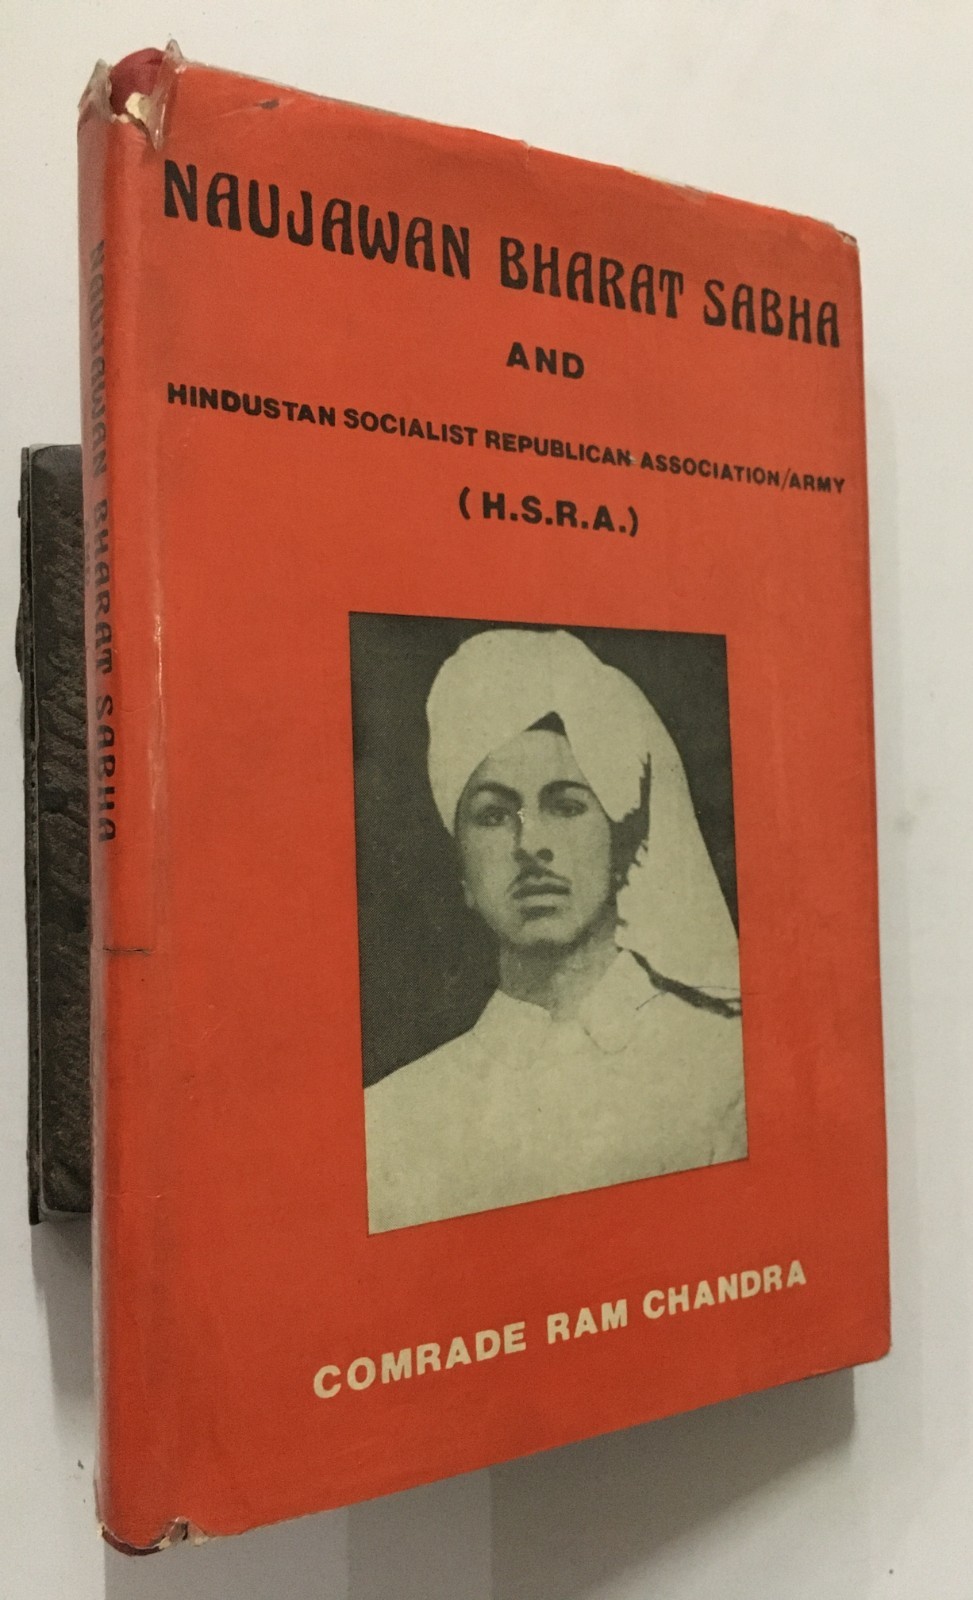 NAUJAWAN BHARAT SABHA
AND
HINDUSTAN SOCIALIST REPUBLICAN ASSOCIATION/ARMY
(H.S.R.A.)
COMRADE RAM CHANDRA
NAUJAWAN BHARAT SABHA